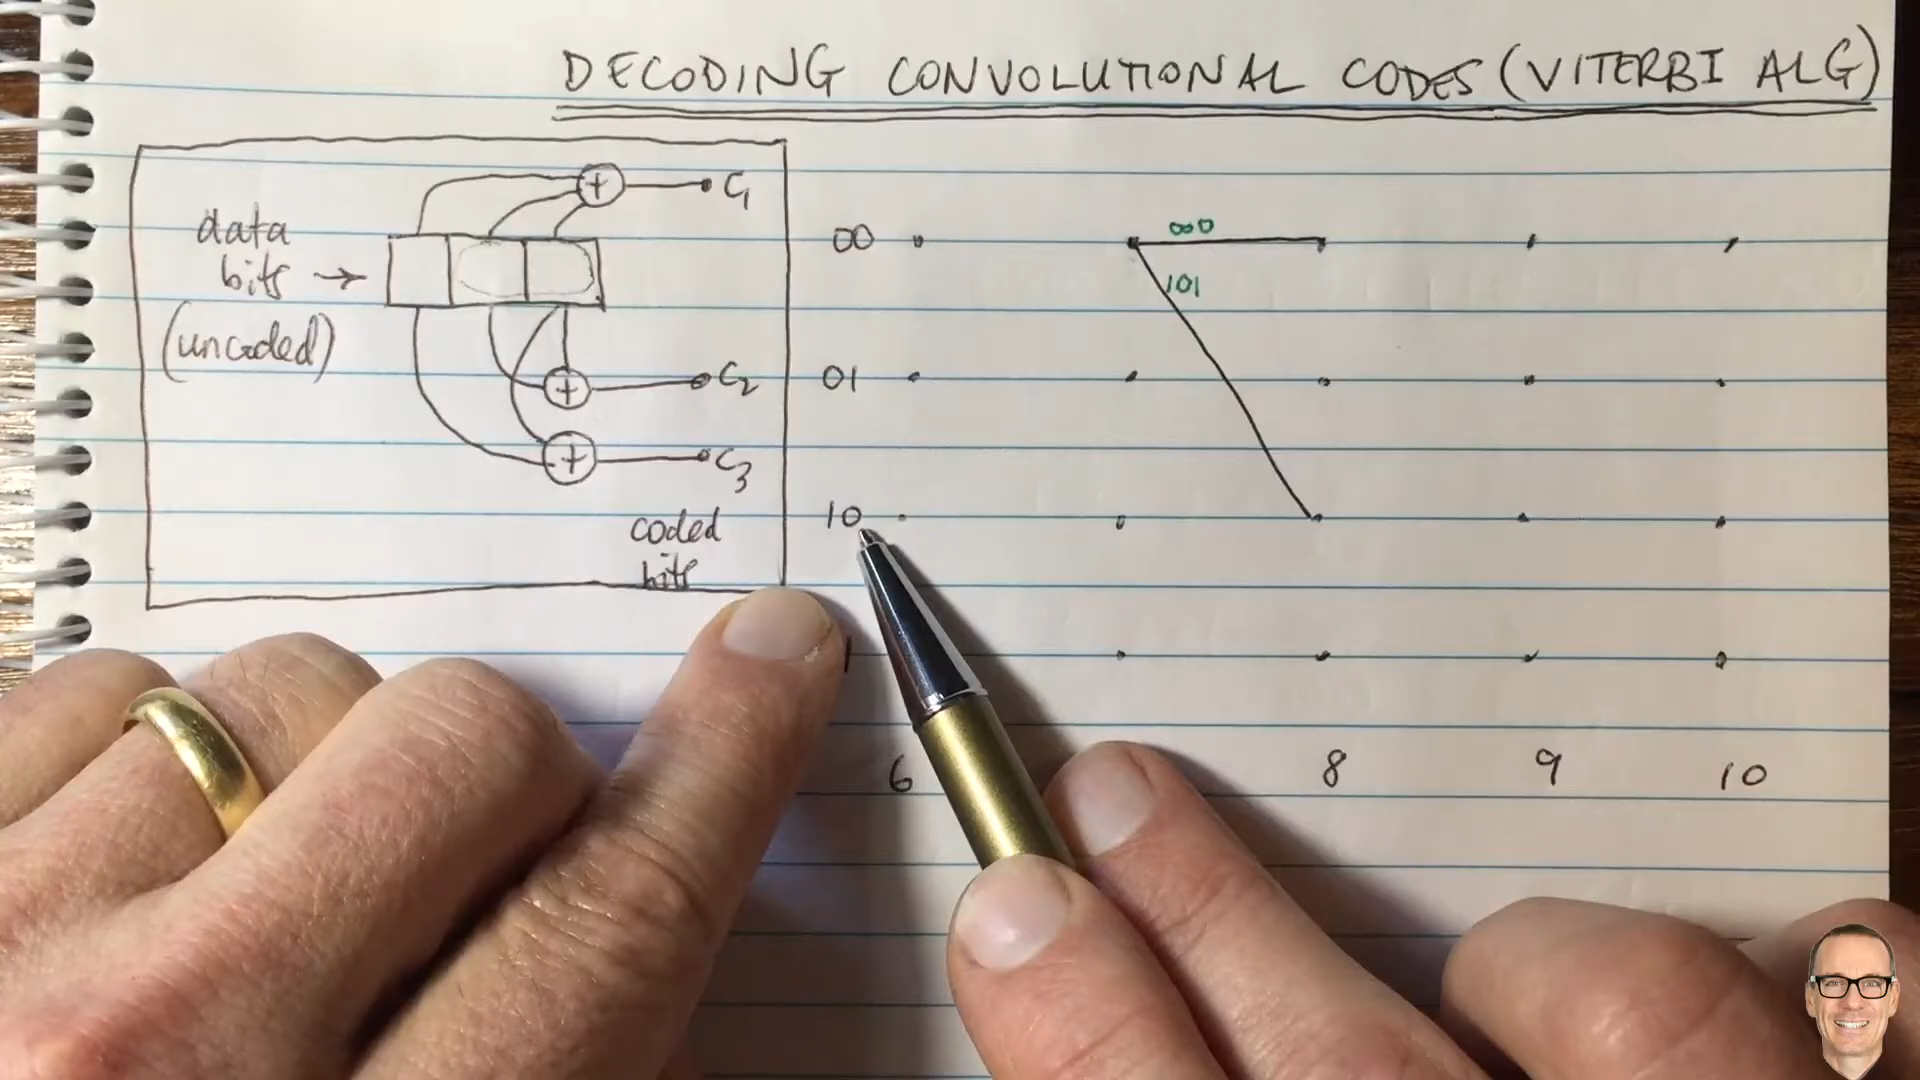 DECODING CONVOLUTIONAL CODES (VITERBI ALG)
data
bits →
(uncoded)
+
C1
+
C2
+
C3
coded
bits
00
000
101
01
10
6
8
9
10